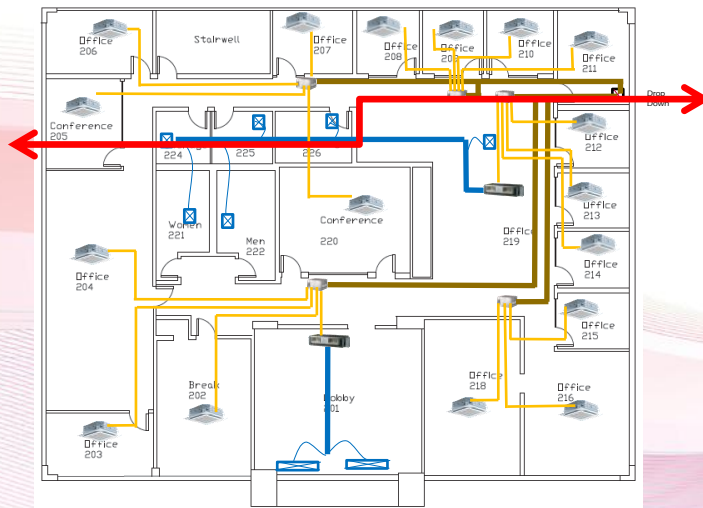 Office
206
Stairwell
Office
207
Office
208
Office
209
Office
210
Office
211
Drop
Down
Conference
205
224
225
226
Office
212
Office
213
Women
221
Men
222
Conference
220
Office
219
Office
214
Office
204
Office
215
Break
202
Lobby
201
Office
218
Office
216
Office
203